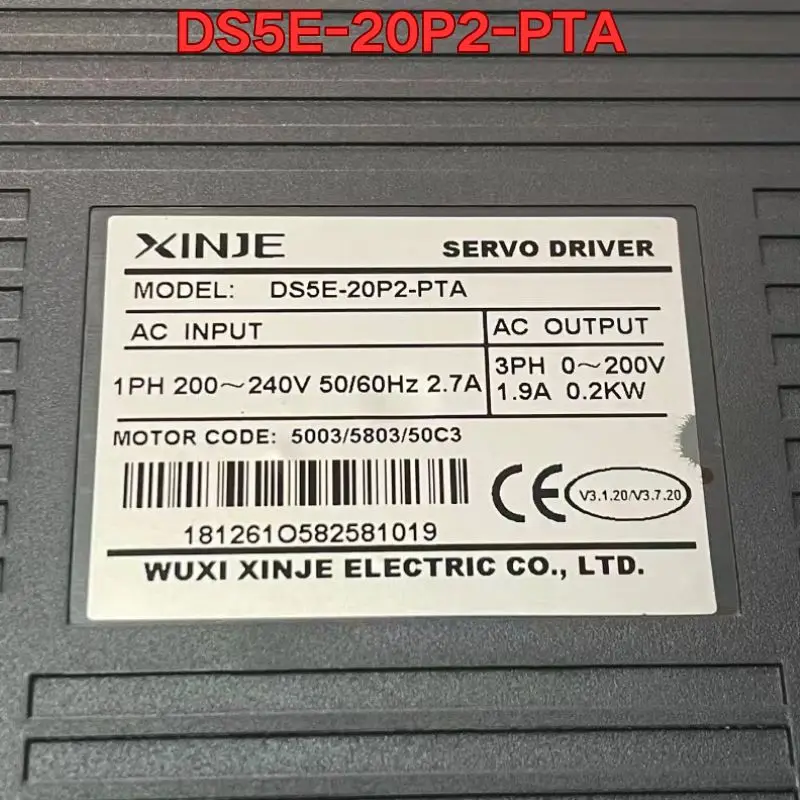 DS5E-20P2-PTA
XINJE SERVO DRIVER
MODEL: DS5E-20P2-PTA
AC INPUT AC OUTPUT
1PH 200～240V 50/60Hz 2.7A
3PH 0～200V
1.9A 0.2KW
MOTOR CODE: 5003/5803/50C3
CE V3.1.20/V3.7.20
181261O582581019
WUXI XINJE ELECTRIC CO., LTD.